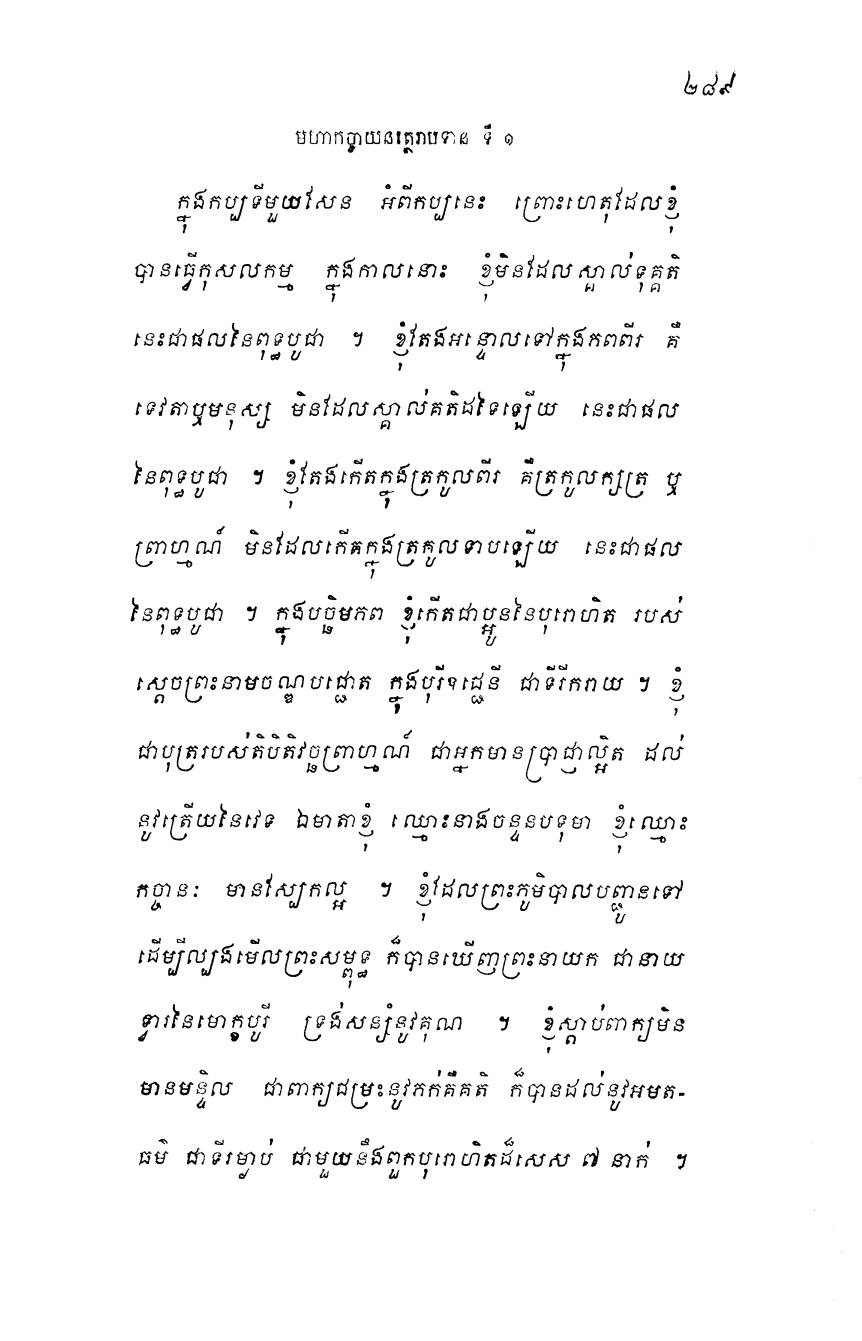 ២៨៩
មហាកច្ចាយនត្ថេរាបទាន ទី ១
ក្នុងកប្បទីមួយសែន អំពីកប្បនេះ ព្រោះហេតុដែលខ្ញុំ
បានធ្វើកុសលកម្ម ក្នុងកាលនោះ ខ្ញុំមិនដែលស្គាល់ទុគ្គតិ
នេះជាផលនៃពុទ្ធបូជា ។ ខ្ញុំតែងអន្ទោលទៅក្នុងភពពីរ គឺ
ទេវតាឬមនុស្ស មិនដែលស្គាល់គតិដទៃឡើយ នេះជាផល
នៃពុទ្ធបូជា ។ ខ្ញុំតែងកើតក្នុងត្រកូលពីរ គឺត្រកូលក្សត្រ ឬ
ព្រាហ្មណ៍ មិនដែលកើតក្នុងត្រកូលទាបឡើយ នេះជាផល
នៃពុទ្ធបូជា ។ ក្នុងបច្ឆិមភព ខ្ញុំកើតជាប្អូននៃបុរោហិត របស់
ស្តេចព្រះនាមចណ្ឌបជ្ជោត ក្នុងបុរីឧជ្ជេនី ជាទីរីករាយ ។ ខ្ញុំ
ជាបុត្ររបស់តិបិតិវច្ឆព្រាហ្មណ៍ ជាអ្នកមានប្រាជ្ញាល្អិត ដល់
នូវត្រើយនៃវេទ ឯមាតាខ្ញុំ ឈ្មោះនាងចន្ទនបទុមា ខ្ញុំឈ្មោះ
កច្ចានៈ មានស្បែកល្អ ។ ខ្ញុំដែលព្រះភូមិបាលបញ្ជូនទៅ
ដើម្បីល្បងមើលព្រះសម្ពុទ្ធ ក៏បានឃើញព្រះនាយក ជានាយ
ទ្វារនៃមោក្ខបូរី ទ្រង់សន្សំនូវគុណ ។ ខ្ញុំស្តាប់ពាក្យមិន
មានមន្ទិល ជាពាក្យជម្រះនូវភក់គឺគតិ ក៏បានដល់នូវអមត-
ធម៌ ជាទីរម្ងាប់ ជាមួយនឹងពួកបុរោហិតដ៏សេស ៧ នាក់ ។